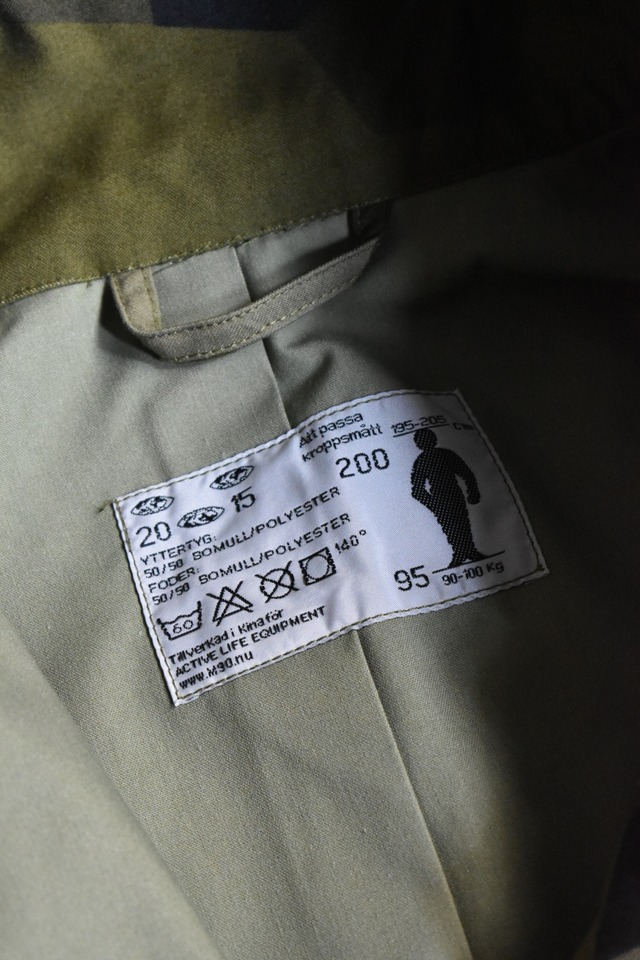 20 15
YTTERTYG:
50/50 BOMULL/POLYESTER
FODER:
50/50 BOMULL/POLYESTER
60 140°
Tillverkad i Kina för
ACTIVE LIFE EQUIPMENT
www.M90.nu
Att passa
kroppsmått 195-205 cm
200
95 90-100 Kg